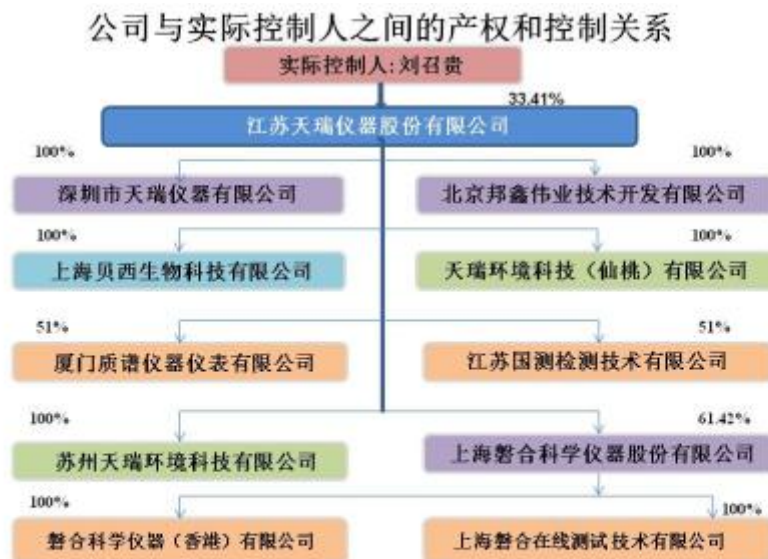 公司与实际控制人之间的产权和控制关系
实际控制人:刘召贵
33.41%
江苏天瑞仪器股份有限公司
100%
100%
深圳市天瑞仪器有限公司
北京邦鑫伟业技术开发有限公司
100%
100%
上海贝西生物科技有限公司
天瑞环境科技（仙桃）有限公司
51%
51%
厦门质谱仪器仪表有限公司
江苏国测检测技术有限公司
100%
61.42%
苏州天瑞环境科技有限公司
上海磐合科学仪器股份有限公司
100%
100%
磐合科学仪器（香港）有限公司
上海磐合在线测试技术有限公司